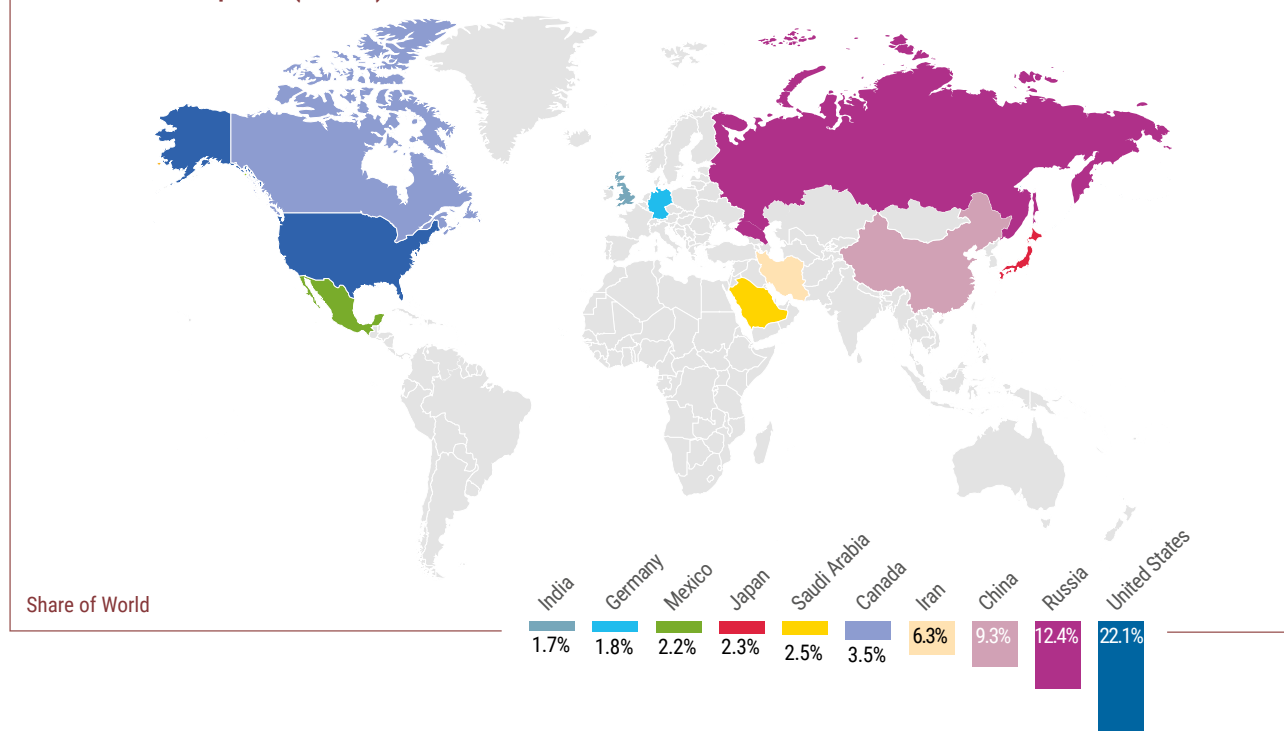 Share of World
India
Germany
Mexico
Japan
Saudi Arabia
Canada
Iran
China
Russia
United States
1.7%
1.8%
2.2%
2.3%
2.5%
3.5%
6.3%
9.3%
12.4%
22.1%